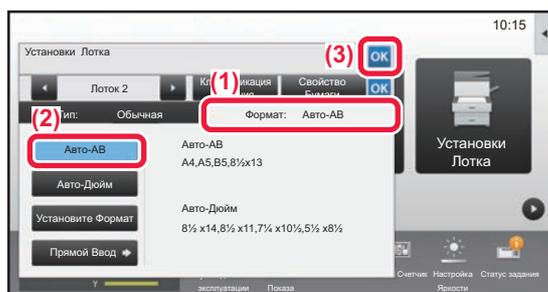 10:15
Установки Лотка
(3)
OK
Лоток 2
(1)
Свойство
Бумаги
OK
(2)
Тип: Обычная
Формат: Авто-AB
Авто-AB
Авто-AB
A4,A5,B5,8½x13
Установки
Лотка
Авто-Дюйм
Авто-Дюйм
Установите Формат
8½ x14,8½ x11,7¼ x10½,5½ x8½
Прямой Ввод
Y
эксплуатации Показа
Счетчик Настройка Статус задания
Яркости